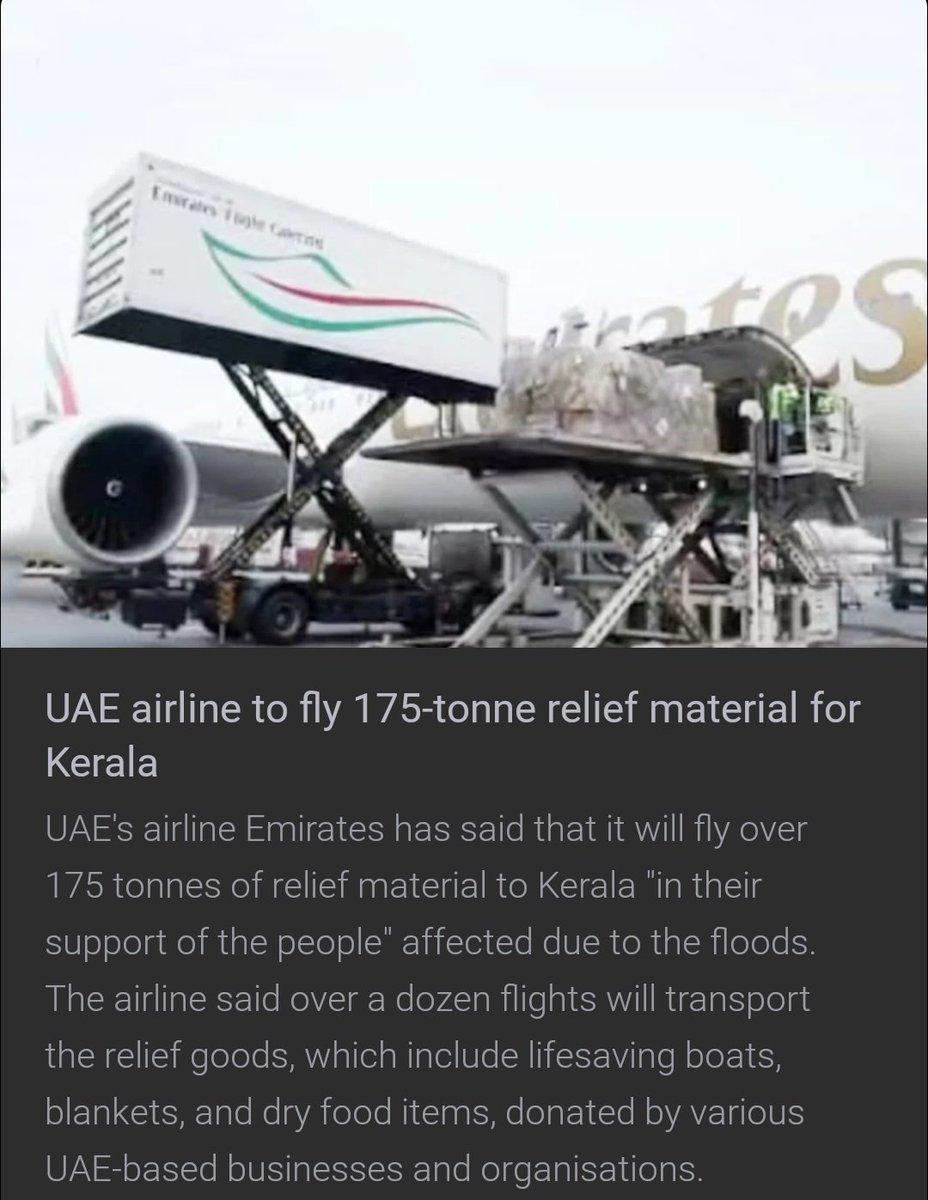 Emirates Flight Catering
Emirates
UAE airline to fly 175-tonne relief material for
Kerala
UAE's airline Emirates has said that it will fly over
175 tonnes of relief material to Kerala "in their
support of the people" affected due to the floods.
The airline said over a dozen flights will transport
the relief goods, which include lifesaving boats,
blankets, and dry food items, donated by various
UAE-based businesses and organisations.